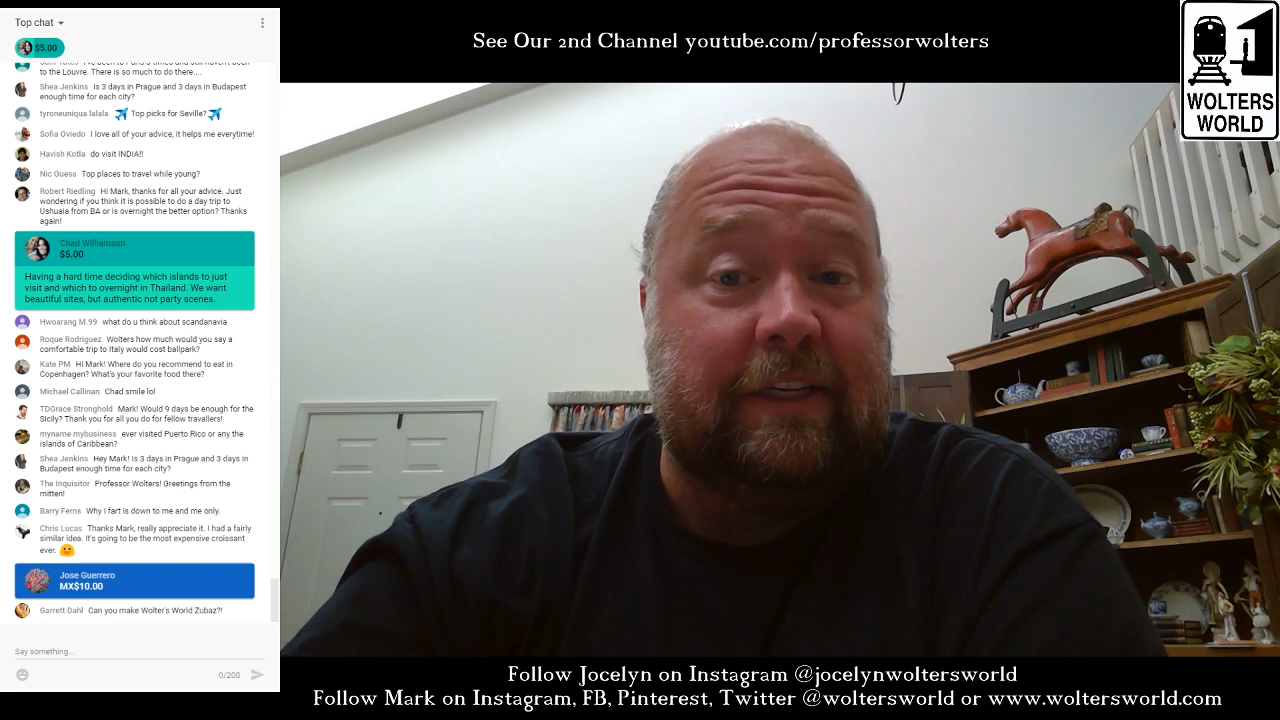 Top chat
$5.00
I've been to Paris 3 times and still haven't been
to the Louvre. There is so much to do there....
Shea Jenkins Is 3 days in Prague and 3 days in Budapest
enough time for each city?
tyroneuniqua lalala ✈️ Top picks for Seville? ✈️
Sofia Oviedo I love all of your advice, it helps me everytime!
Havish Kotla do visit INDIA!!
Nic Guess Top places to travel while young?
Robert Riedling Hi Mark, thanks for all your advice. Just
wondering if you think it is possible to do a day trip to
Ushuaia from BA or is overnight the better option? Thanks
again!
Chad Williamson
$5.00
Having a hard time deciding which islands to just
visit and which to overnight in Thailand. We want
beautiful sites, but authentic not party scenes.
Hwoarang M.99 what do u think about scandanavia
Roque Rodriguez Wolters how much would you say a
comfortable trip to Italy would cost ballpark?
Kate PM Hi Mark! Where do you recommend to eat in
Copenhagen? What's your favorite food there?
Michael Callinan Chad smile lol
TDGrace Stronghold Mark! Would 9 days be enough for the
Sicily? Thank you for all you do for fellow travallers!
myname mybusiness ever visited Puerto Rico or any the
islands of Caribbean?
Shea Jenkins Hey Mark! Is 3 days in Prague and 3 days in
Budapest enough time for each city?
The Inquisitor Professor Wolters! Greetings from the
mitten!
Barry Ferns Why I fart is down to me and me only.
Chris Lucas Thanks Mark, really appreciate it. I had a fairly
similar idea. It's going to be the most expensive croissant
ever. 🙂
Jose Guerrero
MX$10.00
Garrett Dahl Can you make Wolter's World Zubaz?!
Say something...
0/200
See Our 2nd Channel youtube.com/professorwolters
WOLTERS
WORLD
Follow Jocelyn on Instagram @jocelynwoltersworld
Follow Mark on Instagram, FB, Pinterest, Twitter @woltersworld or www.woltersworld.com